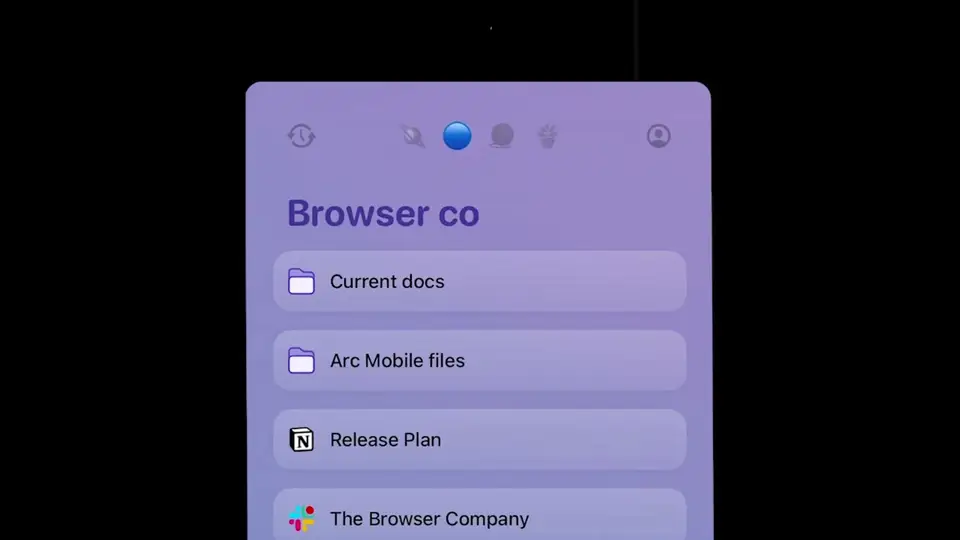 Browser co
Current docs
Arc Mobile files
N
Release Plan
The Browser Company